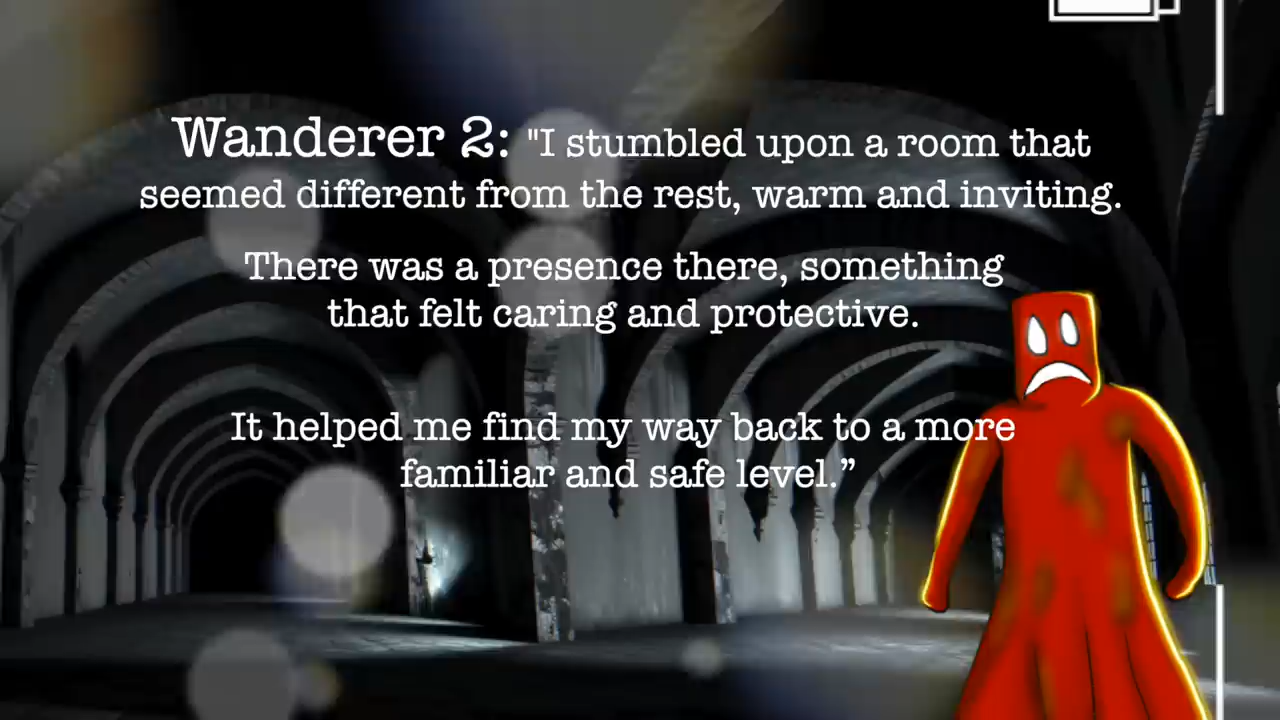 Wanderer 2: "I stumbled upon a room that
seemed different from the rest, warm and inviting.
There was a presence there, something
that felt caring and protective.
It helped me find my way back to a more
familiar and safe level.”